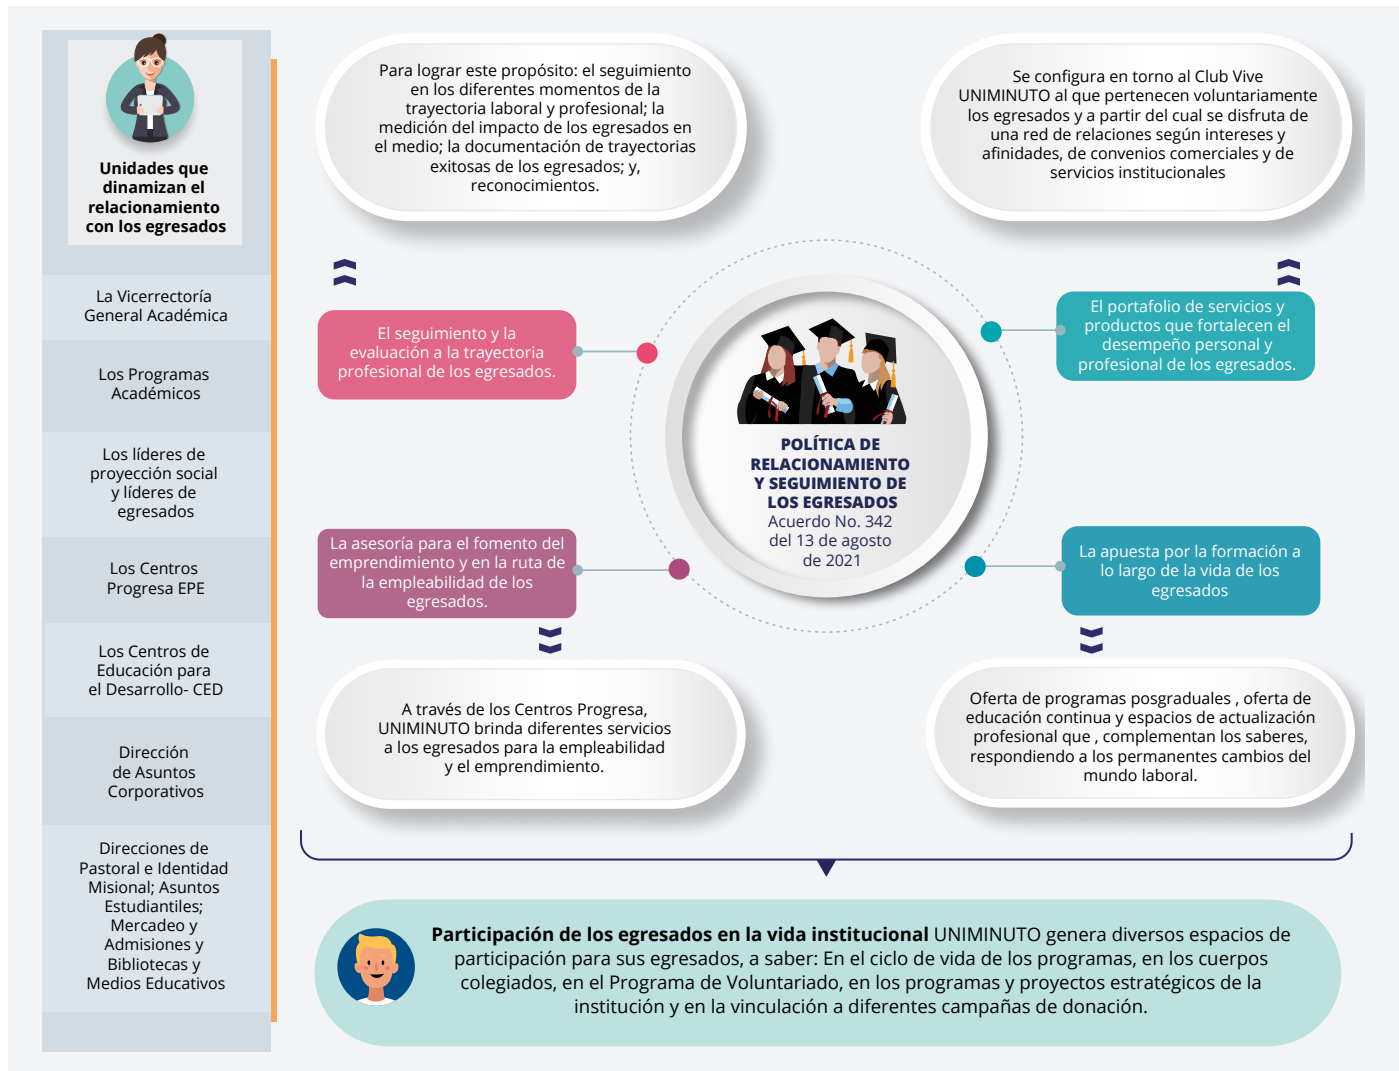 Unidades que
dinamizan el
relacionamiento
con los egresados
La Vicerrectoría
General Académica
Los Programas
Académicos
Los líderes de
proyección social
y líderes de
egresados
Los Centros
Progresa EPE
Los Centros de
Educación para
el Desarrollo- CED
Dirección
de Asuntos
Corporativos
Direcciones de
Pastoral e Identidad
Misional; Asuntos
Estudiantiles;
Mercadeo y
Admisiones y
Bibliotecas y
Medios Educativos
Para lograr este propósito: el seguimiento
en los diferentes momentos de la
trayectoria laboral y profesional; la
medición del impacto de los egresados en
el medio; la documentación de trayectorias
exitosas de los egresados; y,
reconocimientos.
Se configura en torno al Club Vive
UNIMINUTO al que pertenecen voluntariamente
los egresados y a partir del cual se disfruta de
una red de relaciones según intereses y
afinidades, de convenios comerciales y de
servicios institucionales
El seguimiento y la
evaluación a la trayectoria
profesional de los egresados.
El portafolio de servicios y
productos que fortalecen el
desempeño personal y
profesional de los egresados.
POLÍTICA DE
RELACIONAMIENTO
Y SEGUIMIENTO DE
LOS EGRESADOS
Acuerdo No. 342
del 13 de agosto
de 2021
La asesoría para el fomento del
emprendimiento y en la ruta de
la empleabilidad de los
egresados.
La apuesta por la formación a
lo largo de la vida de los
egresados
A través de los Centros Progresa,
UNIMINUTO brinda diferentes servicios
a los egresados para la empleabilidad
y el emprendimiento.
Oferta de programas posgraduales , oferta de
educación continua y espacios de actualización
profesional que , complementan los saberes,
respondiendo a los permanentes cambios del
mundo laboral.
Participación de los egresados en la vida institucional UNIMINUTO genera diversos espacios de
participación para sus egresados, a saber: En el ciclo de vida de los programas, en los cuerpos
colegiados, en el Programa de Voluntariado, en los programas y proyectos estratégicos de la
institución y en la vinculación a diferentes campañas de donación.